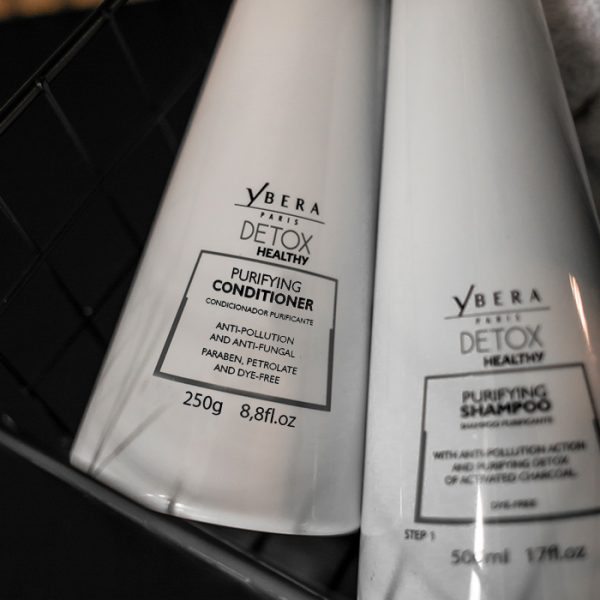 YBERA
PARIS
DETOX
HEALTHY
PURIFYING
CONDITIONER
CONDICIONADOR PURIFICANTE
ANTI-POLLUTION
AND ANTI-FUNGAL
PARABEN, PETROLATE
AND DYE-FREE
250g 8,8fl.oz
YBERA
PARIS
DETOX
HEALTHY
PURIFYING
SHAMPOO
SHAMPOO PURIFICANTE
WITH ANTI-POLLUTION ACTION
AND PURIFYING DETOX
OF ACTIVATED CHARCOAL
DYE-FREE
STEP 1
500ml 17fl.oz